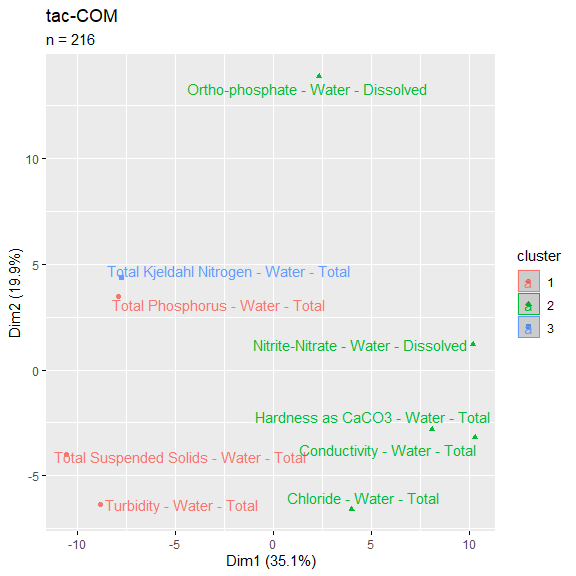 tac-COM
n = 216
Ortho-phosphate - Water - Dissolved
Total Kjeldahl Nitrogen - Water - Total
Total Phosphorus - Water - Total
Nitrite-Nitrate - Water - Dissolved
Hardness as CaCO3 - Water - Total
Conductivity - Water - Total
Total Suspended Solids - Water - Total
Chloride - Water - Total
Turbidity - Water - Total
10
5
0
-5
-10
-5
0
5
10
Dim1 (35.1%)
Dim2 (19.9%)
cluster
a 1
a 2
a 3